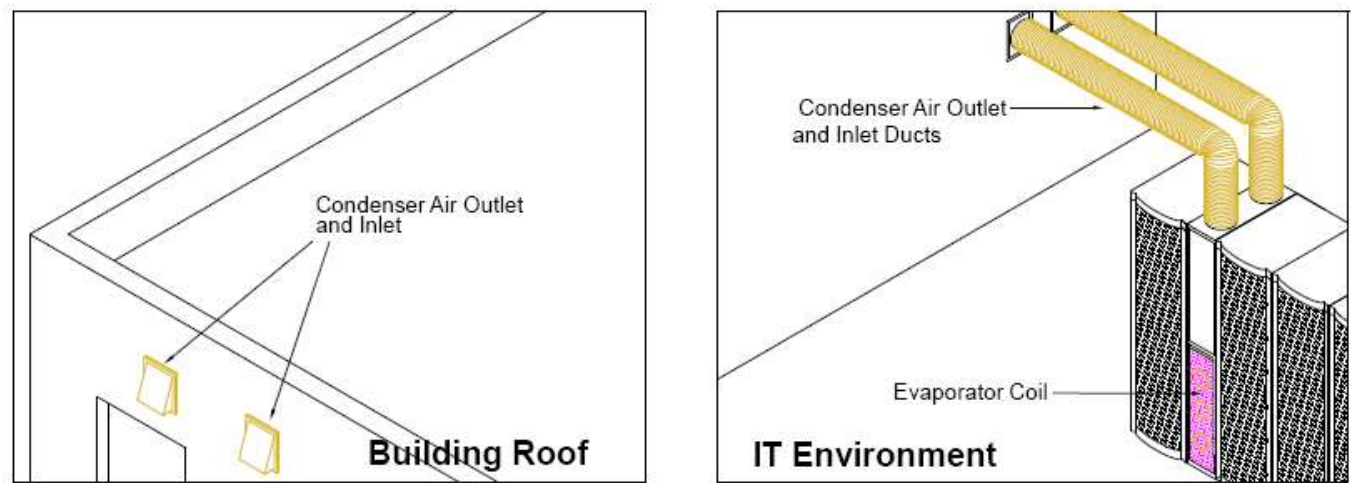 Condenser Air Outlet
and Inlet
Building Roof
Condenser Air Outlet
and Inlet Ducts
Evaporator Coil
IT Environment